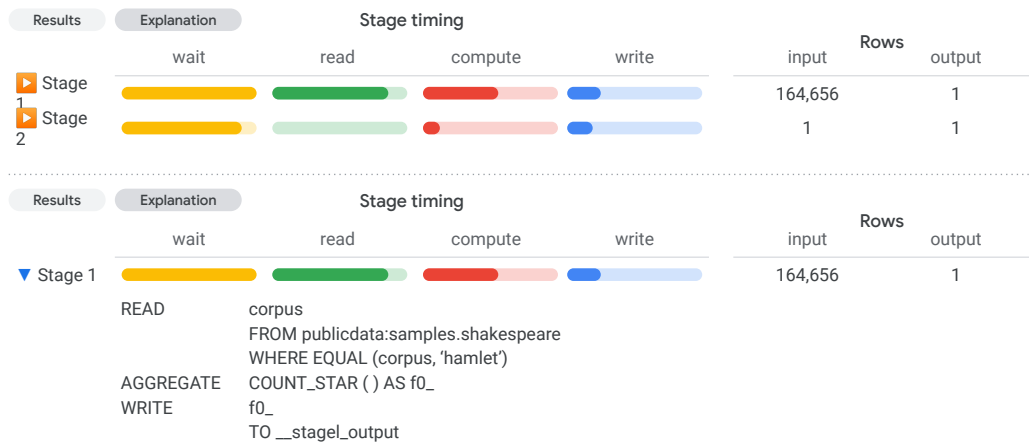 Results Explanation Stage timing
Rows
wait read compute write input output
Stage 1 164,656 1
Stage 2 1 1
Results Explanation Stage timing
Rows
wait read compute write input output
Stage 1 164,656 1
READ corpus
FROM publicdata:samples.shakespeare
WHERE EQUAL (corpus, ‘hamlet’)
AGGREGATE COUNT_STAR ( ) AS f0_
WRITE f0_
TO __stagel_output